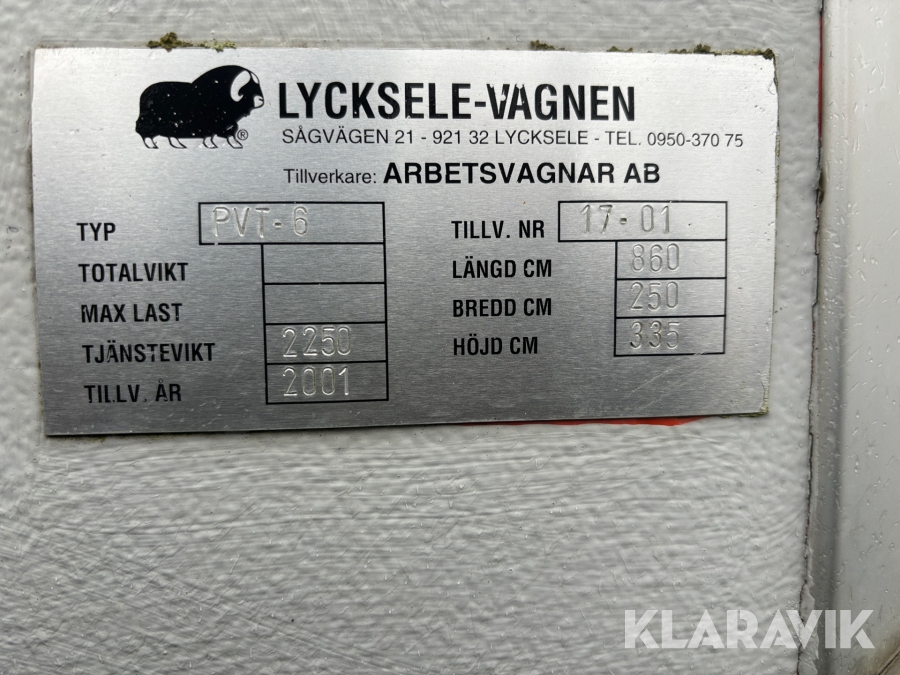 LYCKSELE-VAGNEN
®
SÅGVÄGEN 21 - 921 32 LYCKSELE - TEL. 0950-370 75
Tillverkare: ARBETSVAGNAR AB
TYP PVT-6
TOTALVIKT
MAX LAST
TJÄNSTEVIKT 2250
TILLV. ÅR 2001
TILLV. NR 17-01
LÄNGD CM 860
BREDD CM 250
HÖJD CM 335
KLARAVIK